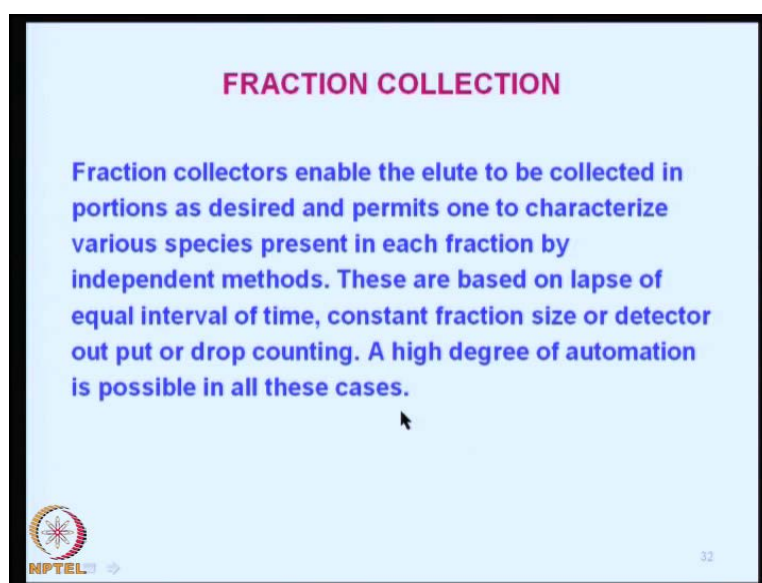 FRACTION COLLECTION
Fraction collectors enable the elute to be collected in
portions as desired and permits one to characterize
various species present in each fraction by
independent methods. These are based on lapse of
equal interval of time, constant fraction size or detector
out put or drop counting. A high degree of automation
is possible in all these cases.
NPTEL
32